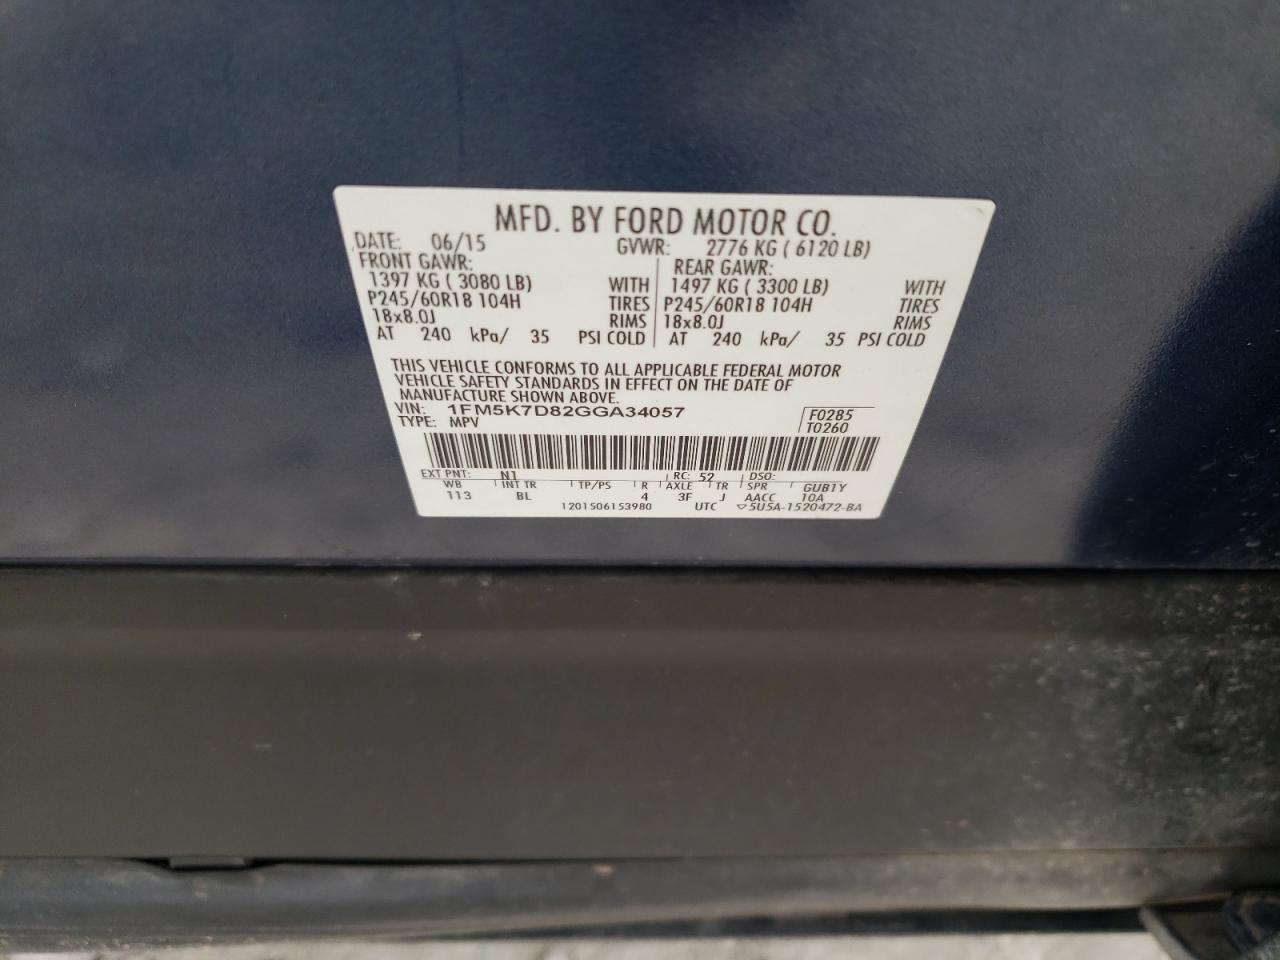 MFD. BY FORD MOTOR CO.
DATE: 06/15 GVWR: 2776 KG ( 6120 LB)
FRONT GAWR: REAR GAWR:
1397 KG ( 3080 LB) WITH 1497 KG ( 3300 LB) WITH
P245/60R18 104H TIRES P245/60R18 104H TIRES
18x8.0J RIMS 18x8.0J RIMS
AT 240 kPa/ 35 PSI COLD AT 240 kPa/ 35 PSI COLD
THIS VEHICLE CONFORMS TO ALL APPLICABLE FEDERAL MOTOR
VEHICLE SAFETY STANDARDS IN EFFECT ON THE DATE OF
MANUFACTURE SHOWN ABOVE.
VIN: 1FM5K7D82GGA34057 F0285
TYPE: MPV T0260
EXT PNT: N1 RC: 52 DSO:
WB INT TR TP/PS R AXLE TR SPR GUB1Y
113 BL 4 3F J AACC 10A
1201506153980 UTC ▽5U5A-1520472-BA